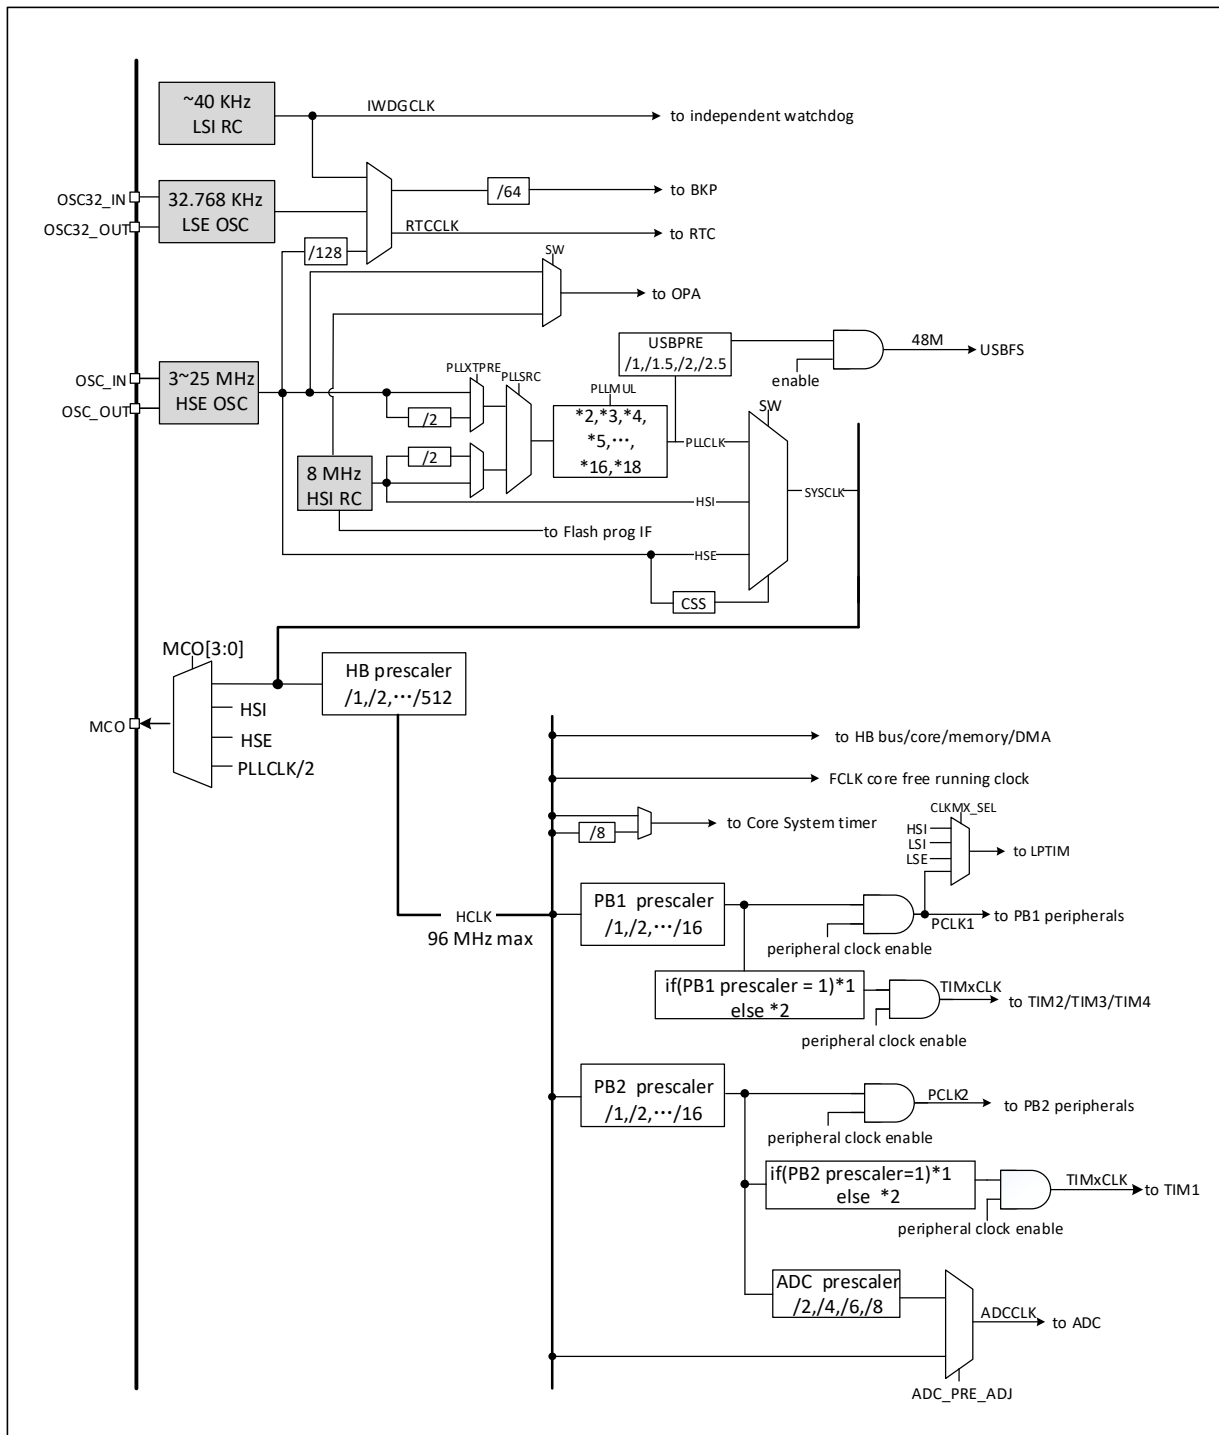 ~40 KHz
LSI RC
IWDGCLK
to independent watchdog
OSC32_IN
OSC32_OUT
32.768 KHz
LSE OSC
/64
to BKP
RTCCLK
to RTC
/128
SW
to OPA
OSC_IN
OSC_OUT
3~25 MHz
HSE OSC
USBPRE
/1,/1.5,/2,/2.5
enable
48M
USBFS
PLLXTPRE
PLLSRC
/2
/2
PLLMUL
*2,*3,*4,
*5,···,
*16,*18
PLLCLK
SW
8 MHz
HSI RC
HSI
SYSCLK
to Flash prog IF
HSE
CSS
MCO[3:0]
HB prescaler
/1,/2,···/512
MCO
HSI
HSE
PLLCLK/2
to HB bus/core/memory/DMA
FCLK core free running clock
/8
to Core System timer
CLKMX_SEL
HSI
LSI
LSE
to LPTIM
HCLK
96 MHz max
PB1 prescaler
/1,/2,···/16
peripheral clock enable
PCLK1
to PB1 peripherals
if(PB1 prescaler = 1)*1
else *2
TIMxCLK
to TIM2/TIM3/TIM4
peripheral clock enable
PB2 prescaler
/1,/2,···/16
PCLK2
to PB2 peripherals
peripheral clock enable
if(PB2 prescaler=1)*1
else *2
TIMxCLK
to TIM1
peripheral clock enable
ADC prescaler
/2,/4,/6,/8
ADCCLK
to ADC
ADC_PRE_ADJ